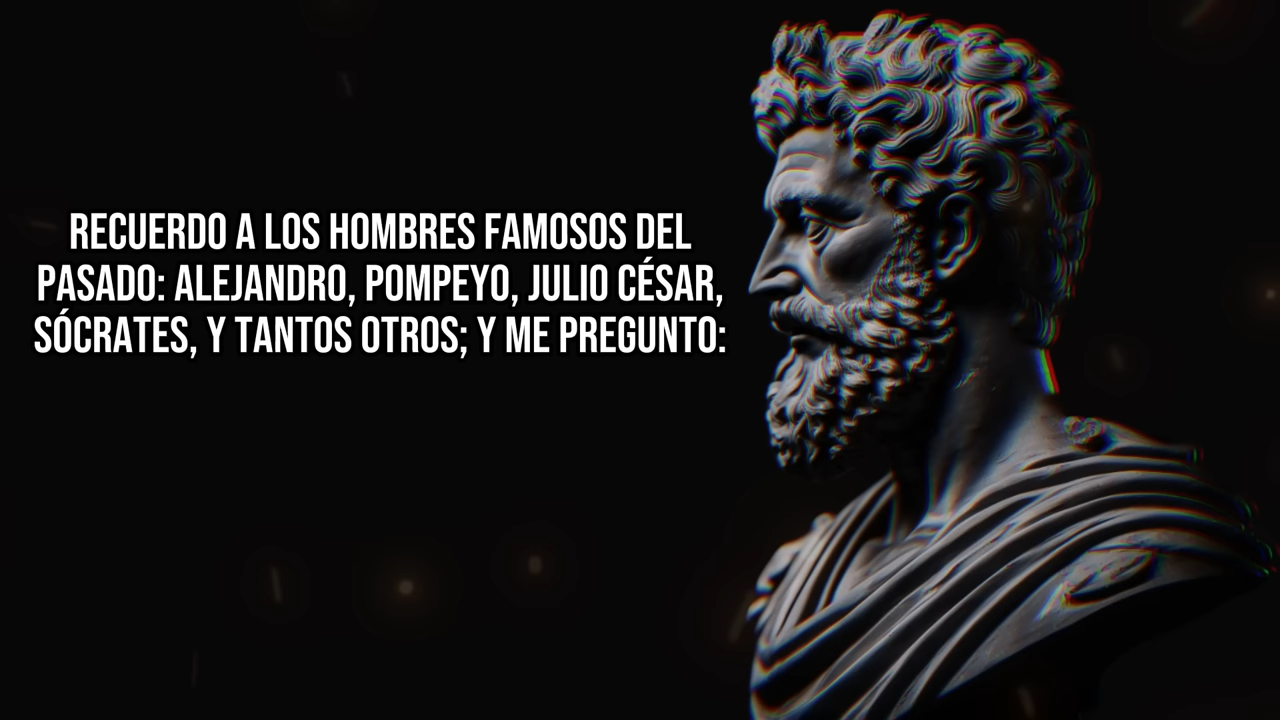 RECUERDO A LOS HOMBRES FAMOSOS DEL
PASADO: ALEJANDRO, POMPEYO, JULIO CÉSAR,
SÓCRATES, Y TANTOS OTROS; Y ME PREGUNTO: